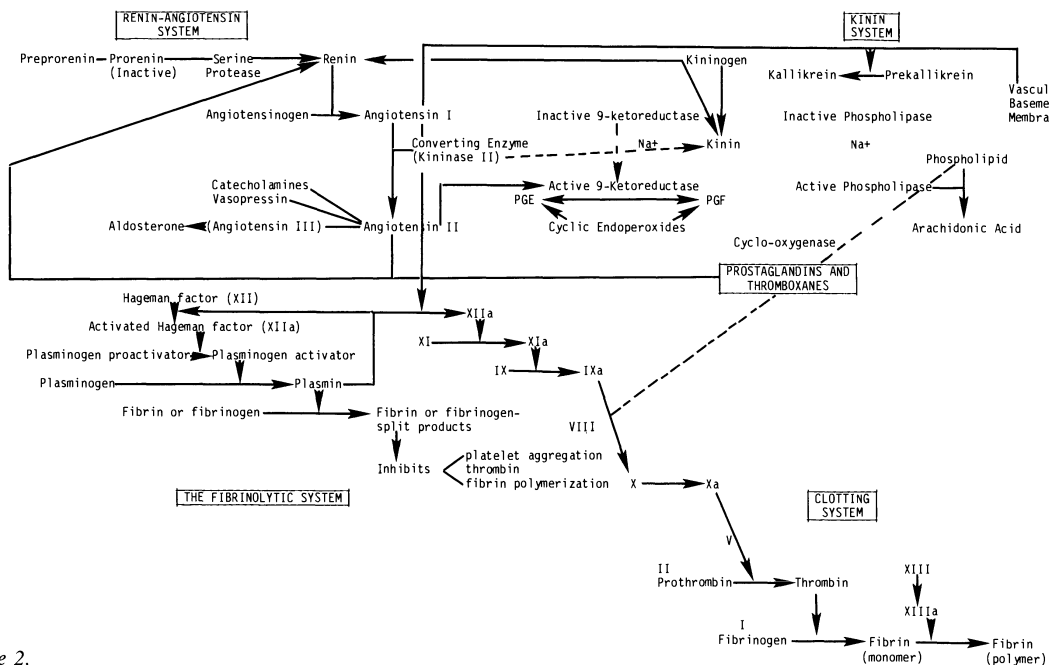 RENIN-ANGIOTENSIN
SYSTEM
KININ
SYSTEM
Preprorenin
Prorenin
(Inactive)
Serine
Protease
Renin
Kininogen
Kallikrein
Prekallikrein
Vascul
Baseme
Membra
Angiotensinogen
Angiotensin I
Inactive 9-ketoreductase
Inactive Phospholipase
Converting Enzyme
(Kininase II)
Na+
Kinin
Na+
Phospholipid
Catecholamines
Vasopressin
Active 9-Ketoreductase
Active Phospholipase
PGE
PGF
Aldosterone
(Angiotensin III)
Angiotensin II
Cyclic Endoperoxides
Arachidonic Acid
Cyclo-oxygenase
PROSTAGLANDINS AND
THROMBOXANES
Hageman factor (XII)
XIIa
Activated Hageman factor (XIIa)
XI
XIa
Plasminogen proactivator
Plasminogen activator
IX
IXa
Plasminogen
Plasmin
Fibrin or fibrinogen
Fibrin or fibrinogen-
split products
VIII
Inhibits
platelet aggregation
thrombin
fibrin polymerization
X
Xa
THE FIBRINOLYTIC SYSTEM
CLOTTING
SYSTEM
V
II
Prothrombin
Thrombin
XIII
XIIIa
I
Fibrinogen
Fibrin
(monomer)
Fibrin
(polymer)
e 2.